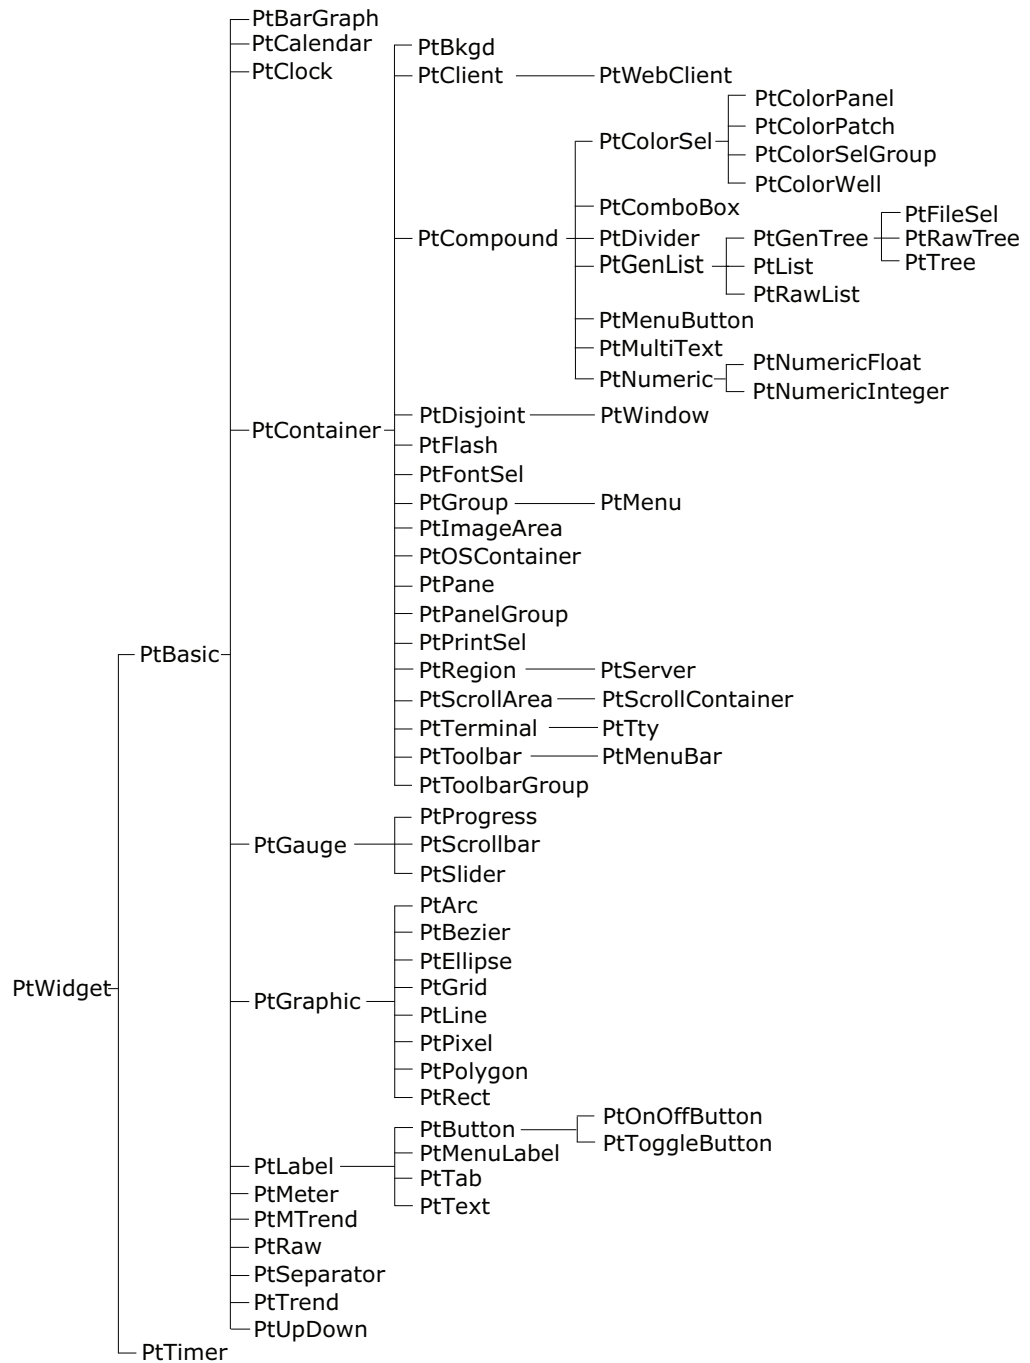 PtBarGraph
PtCalendar
PtClock
PtBkgd
PtClient
PtWebClient
PtColorPanel
PtColorPatch
PtColorSel
PtColorSelGroup
PtColorWell
PtComboBox
PtFileSel
PtCompound
PtDivider
PtGenTree
PtRawTree
PtGenList
PtList
PtTree
PtRawList
PtMenuButton
PtMultiText
PtNumericFloat
PtNumeric
PtNumericInteger
PtDisjoint
PtWindow
PtContainer
PtFlash
PtFontSel
PtGroup
PtMenu
PtImageArea
PtOSContainer
PtPane
PtPanelGroup
PtPrintSel
PtBasic
PtRegion
PtServer
PtScrollArea
PtScrollContainer
PtTerminal
PtTty
PtToolbar
PtMenuBar
PtToolbarGroup
PtProgress
PtGauge
PtScrollbar
PtSlider
PtArc
PtBezier
PtEllipse
PtWidget
PtGrid
PtGraphic
PtLine
PtPixel
PtPolygon
PtRect
PtButton
PtOnOffButton
PtToggleButton
PtMenuLabel
PtLabel
PtTab
PtMeter
PtText
PtMTrend
PtRaw
PtSeparator
PtTrend
PtUpDown
PtTimer